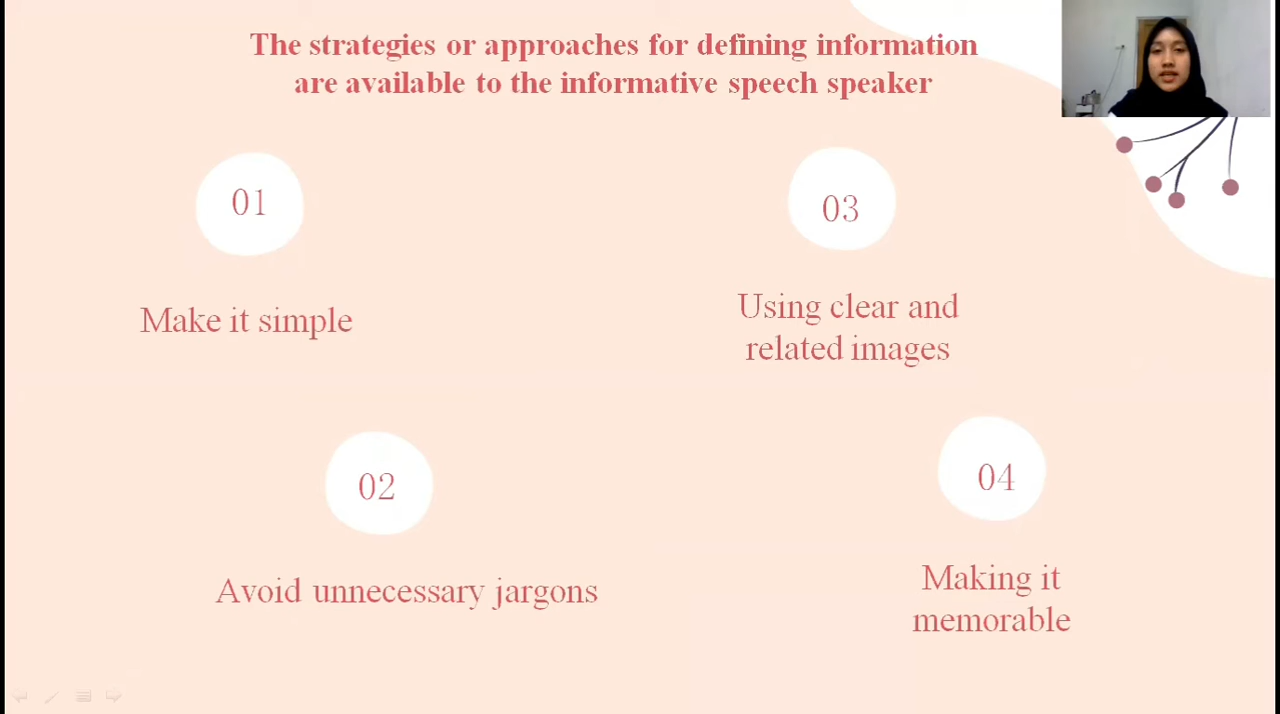 The strategies or approaches for defining information
are available to the informative speech speaker
01
Make it simple
02
Avoid unnecessary jargons
03
Using clear and
related images
04
Making it
memorable